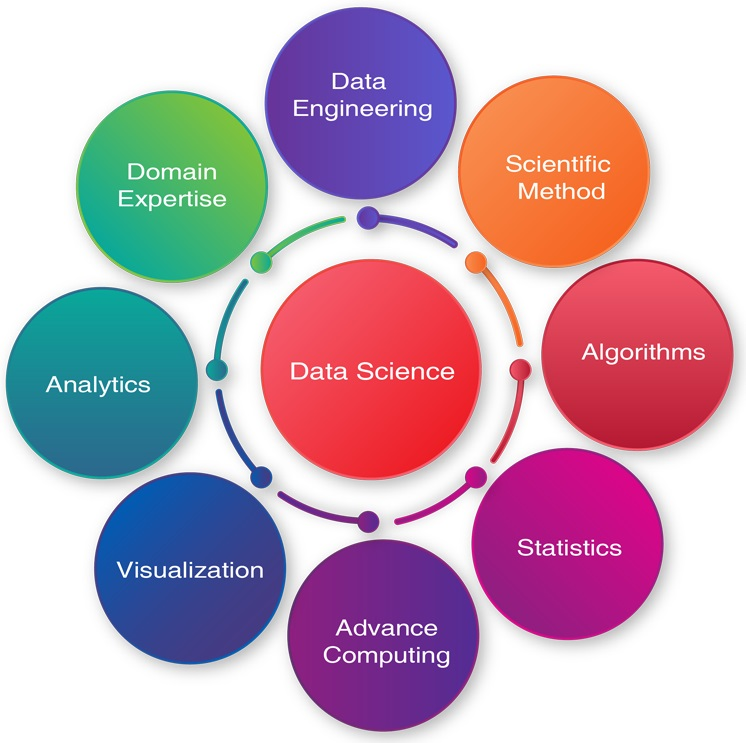 Data
Engineering
Scientific
Method
Algorithms
Statistics
Advance
Computing
Visualization
Analytics
Domain
Expertise
Data Science